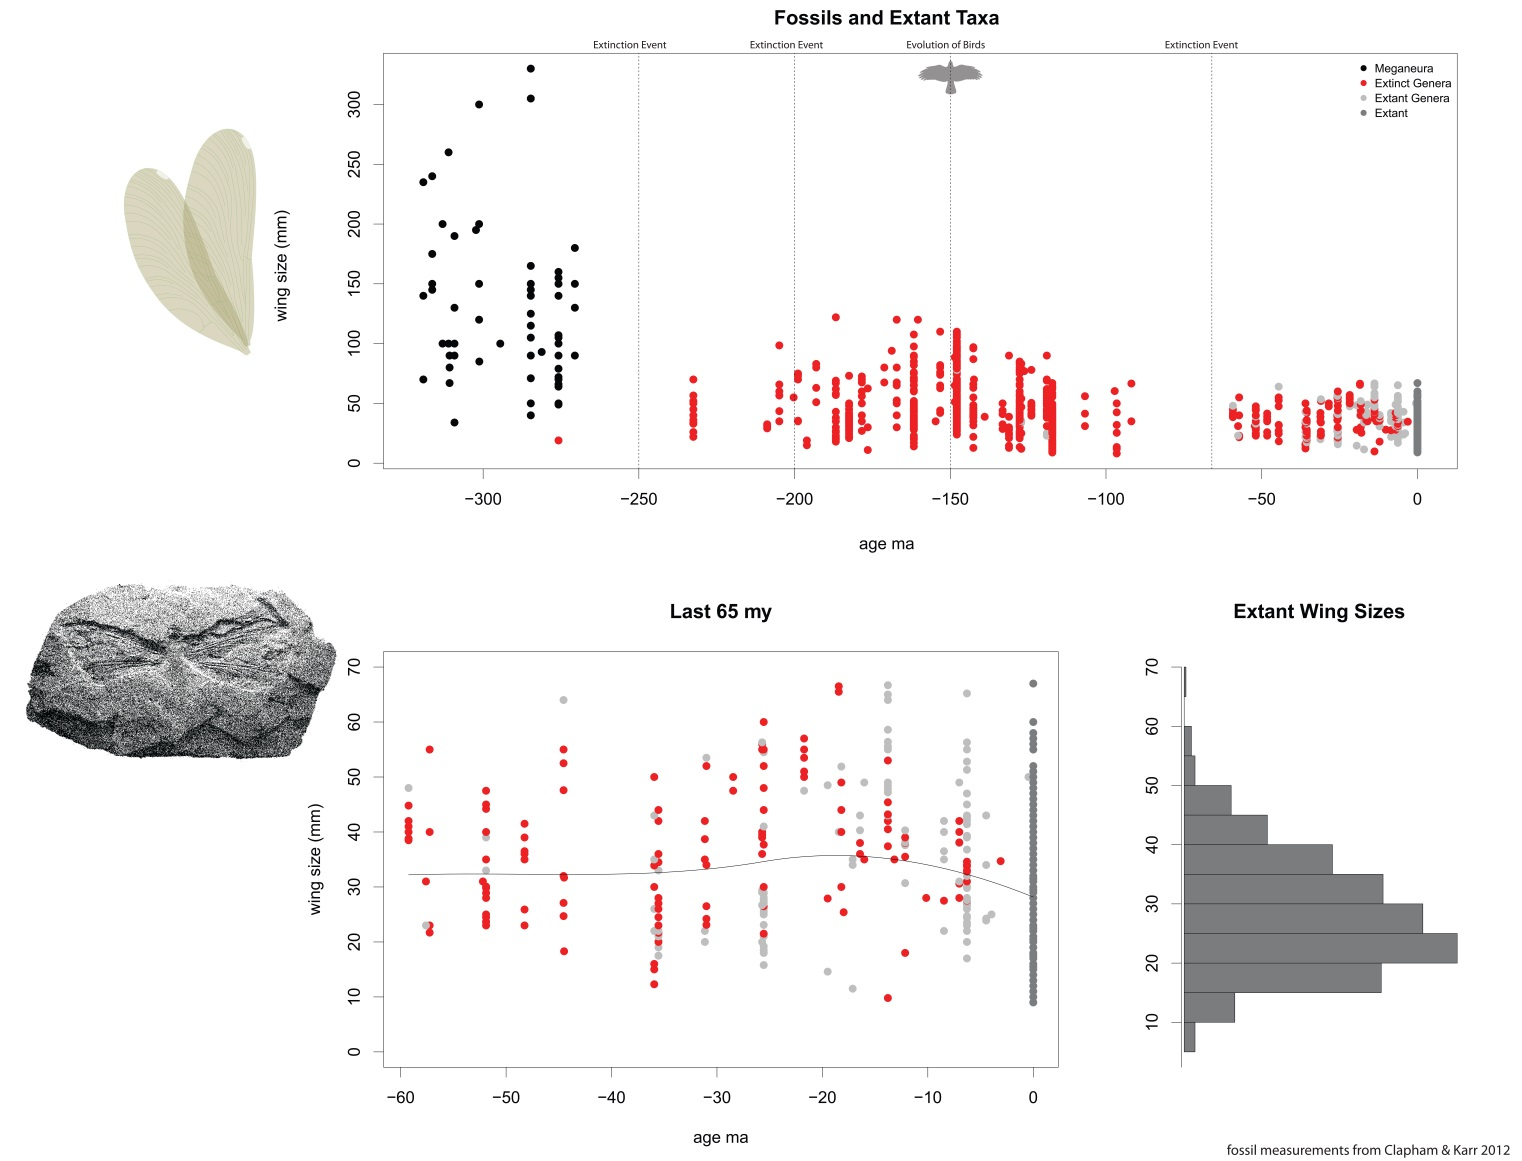 Fossils and Extant Taxa
Extinction Event Extinction Event Evolution of Birds Extinction Event
Meganeura
Extinct Genera
Extant Genera
Extant
wing size (mm)
300
250
200
150
100
50
0
−300 −250 −200 −150 −100 −50 0
age ma
Last 65 my
wing size (mm)
70
60
50
40
30
20
10
0
−60 −50 −40 −30 −20 −10 0
age ma
Extant Wing Sizes
70
60
50
40
30
20
10
fossil measurements from Clapham & Karr 2012